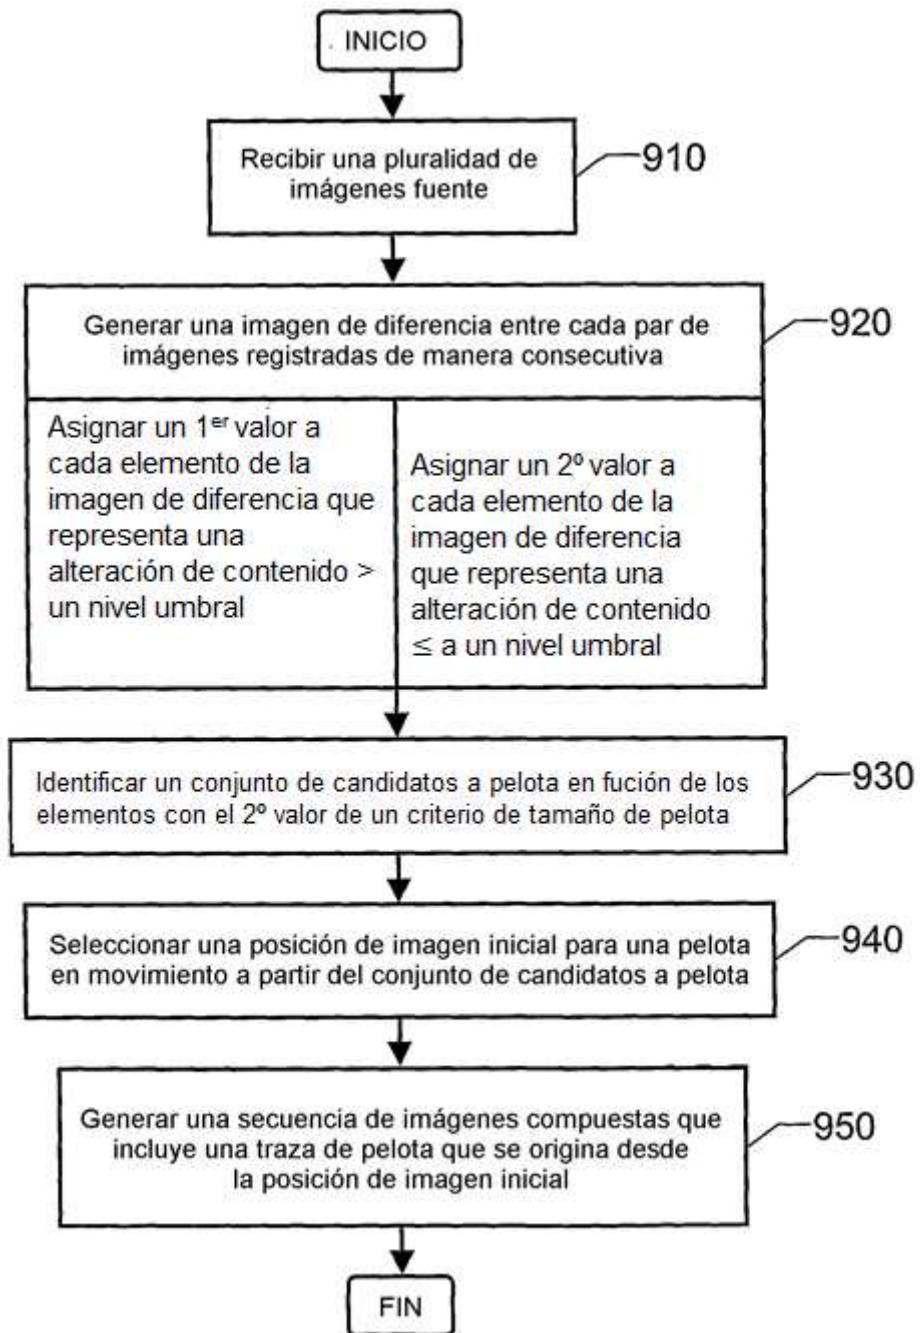 INICIO
Recibir una pluralidad de
imágenes fuente
910
Generar una imagen de diferencia entre cada par de
imágenes registradas de manera consecutiva
920
Asignar un 1er valor a
cada elemento de la
imagen de diferencia que
representa una
alteración de contenido >
un nivel umbral
Asignar un 2º valor a
cada elemento de la
imagen de diferencia
que representa una
alteración de contenido
≤ a un nivel umbral
Identificar un conjunto de candidatos a pelota en fución de los
elementos con el 2º valor de un criterio de tamaño de pelota
930
Seleccionar una posición de imagen inicial para una pelota
en movimiento a partir del conjunto de candidatos a pelota
940
Generar una secuencia de imágenes compuestas que
incluye una traza de pelota que se origina desde
la posición de imagen inicial
950
FIN